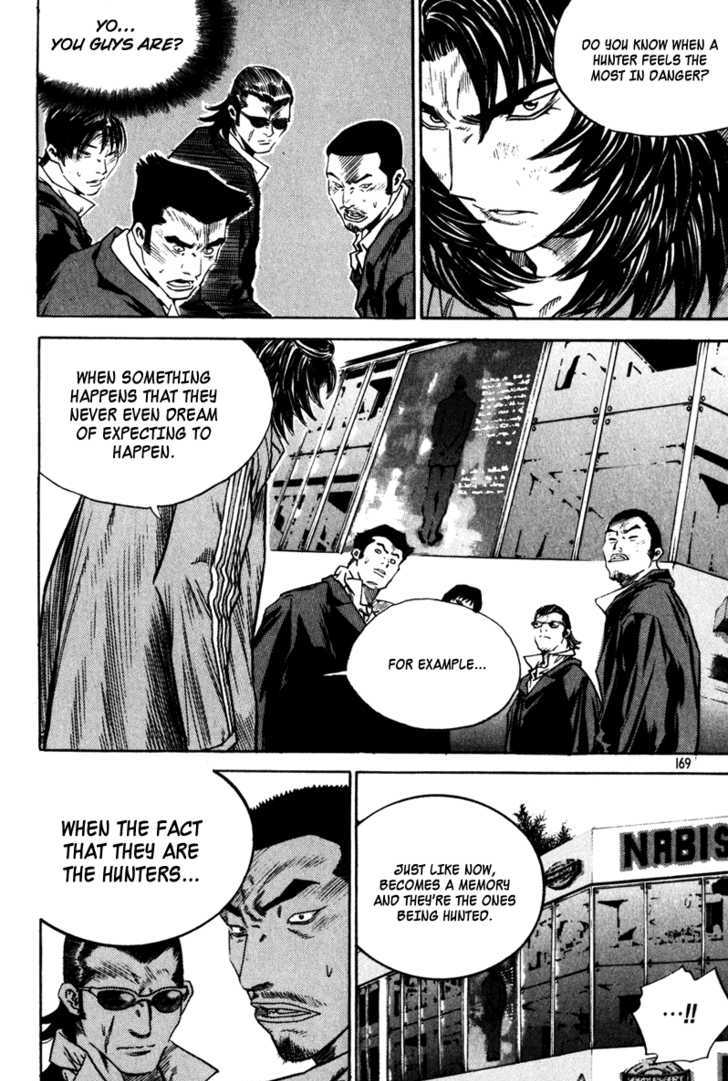 YO...
YOU GUYS ARE?
DO YOU KNOW WHEN A
HUNTER FEELS THE
MOST IN DANGER?
WHEN SOMETHING
HAPPENS THAT THEY
NEVER EVEN DREAM
OF EXPECTING TO
HAPPEN.
FOR EXAMPLE...
169
WHEN THE FACT
THAT THEY ARE
THE HUNTERS...
JUST LIKE NOW,
BECOMES A MEMORY
AND THEY'RE THE ONES
BEING HUNTED.
NABIS
...!!